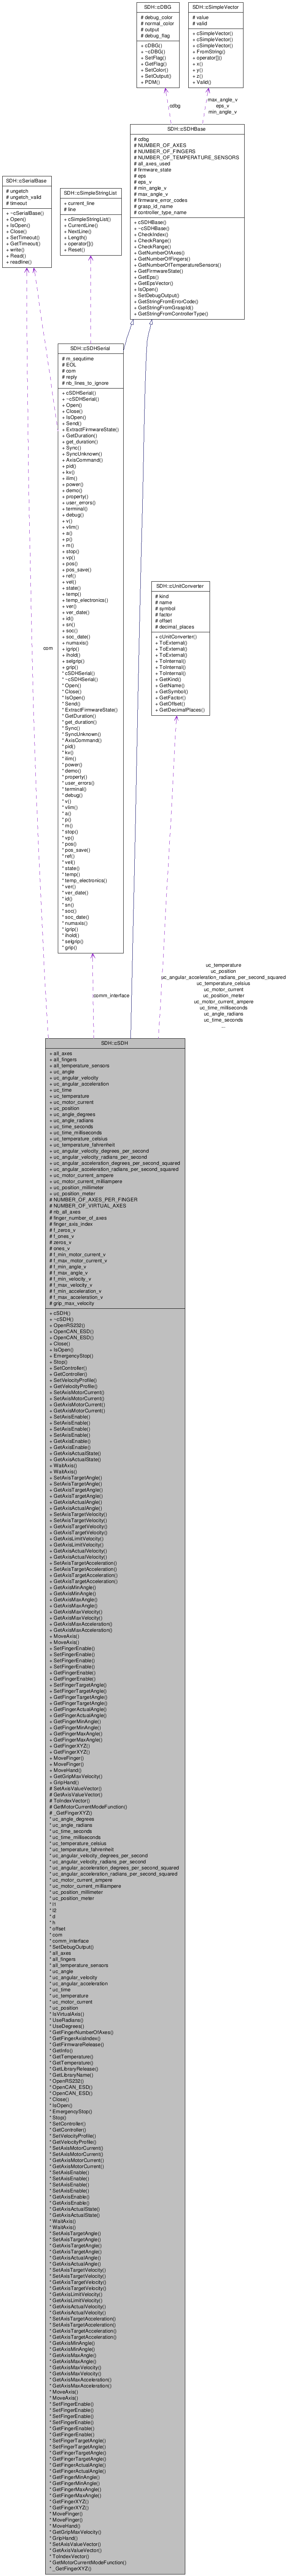 SDH::cDBG
# debug_color
# normal_color
# output
# debug_flag
+ cDBG()
+ ~cDBG()
+ SetFlag()
+ GetFlag()
+ SetColor()
+ SetOutput()
+ PDM()
SDH::cSimpleVector
# value
# valid
+ cSimpleVector()
+ cSimpleVector()
+ cSimpleVector()
+ FromString()
+ operator[]()
+ x()
+ y()
+ z()
+ Valid()
cdbg
max_angle_v
eps_v
min_angle_v
SDH::cSDHBase
# cdbg
# NUMBER_OF_AXES
# NUMBER_OF_FINGERS
# NUMBER_OF_TEMPERATURE_SENSORS
# all_axes_used
# firmware_state
# eps
# eps_v
# min_angle_v
# max_angle_v
# firmware_error_codes
# grasp_id_name
# controller_type_name
+ cSDHBase()
+ ~cSDHBase()
+ CheckIndex()
+ CheckRange()
+ CheckRange()
+ GetNumberOfAxes()
+ GetNumberOfFingers()
+ GetNumberOfTemperatureSensors()
+ GetFirmwareState()
+ GetEps()
+ GetEpsVector()
+ IsOpen()
+ SetDebugOutput()
+ GetStringFromErrorCode()
+ GetStringFromGraspId()
+ GetStringFromControllerType()
SDH::cSerialBase
# ungetch
# ungetch_valid
# timeout
+ ~cSerialBase()
+ Open()
+ IsOpen()
+ Close()
+ SetTimeout()
+ GetTimeout()
+ write()
+ Read()
+ readline()
SDH::cSimpleStringList
+ current_line
# line
+ cSimpleStringList()
+ CurrentLine()
+ NextLine()
+ Length()
+ operator[]()
+ Reset()
SDH::cSDHSerial
# m_sequtime
# EOL
# com
# reply
# nb_lines_to_ignore
+ cSDHSerial()
+ ~cSDHSerial()
+ Open()
+ Close()
+ IsOpen()
+ Send()
+ ExtractFirmwareState()
+ GetDuration()
+ get_duration()
+ Sync()
+ SyncUnknown()
+ AxisCommand()
+ pid()
+ kv()
+ ilim()
+ power()
+ demo()
+ property()
+ user_errors()
+ terminal()
+ debug()
+ v()
+ vlim()
+ a()
+ p()
+ m()
+ stop()
+ vp()
+ pos()
+ pos_save()
+ ref()
+ vel()
+ state()
+ temp()
+ temp_electronics()
+ ver()
+ ver_date()
+ id()
+ sn()
+ soc()
+ soc_date()
+ numaxis()
+ igrip()
+ ihold()
+ selgrip()
+ grip()
* cSDHSerial()
* ~cSDHSerial()
* Open()
* Close()
* IsOpen()
* Send()
* ExtractFirmwareState()
* GetDuration()
* get_duration()
* Sync()
* SyncUnknown()
* AxisCommand()
* pid()
* kv()
* ilim()
* power()
* demo()
* property()
* user_errors()
* terminal()
* debug()
* v()
* vlim()
* a()
* p()
* m()
* stop()
* vp()
* pos()
* pos_save()
* ref()
* vel()
* state()
* temp()
* temp_electronics()
* ver()
* ver_date()
* id()
* sn()
* soc()
* soc_date()
* numaxis()
* igrip()
* ihold()
* selgrip()
* grip()
SDH::cUnitConverter
# kind
# name
# symbol
# factor
# offset
# decimal_places
+ cUnitConverter()
+ ToExternal()
+ ToExternal()
+ ToExternal()
+ ToInternal()
+ ToInternal()
+ ToInternal()
+ GetKind()
+ GetName()
+ GetSymbol()
+ GetFactor()
+ GetOffset()
+ GetDecimalPlaces()
com
comm_interface
uc_temperature
uc_position
uc_angular_acceleration_radians_per_second_squared
uc_temperature_celsius
uc_motor_current
uc_position_meter
uc_motor_current_ampere
uc_time_milliseconds
uc_angle_radians
uc_time_seconds
...
SDH::cSDH
+ all_axes
+ all_fingers
+ all_temperature_sensors
+ uc_angle
+ uc_angular_velocity
+ uc_angular_acceleration
+ uc_time
+ uc_temperature
+ uc_motor_current
+ uc_position
+ uc_angle_degrees
+ uc_angle_radians
+ uc_time_seconds
+ uc_time_milliseconds
+ uc_temperature_celsius
+ uc_temperature_fahrenheit
+ uc_angular_velocity_degrees_per_second
+ uc_angular_velocity_radians_per_second
+ uc_angular_acceleration_degrees_per_second_squared
+ uc_angular_acceleration_radians_per_second_squared
+ uc_motor_current_ampere
+ uc_motor_current_milliampere
+ uc_position_millimeter
+ uc_position_meter
# NUMBER_OF_AXES_PER_FINGER
# NUMBER_OF_VIRTUAL_AXES
# nb_all_axes
# finger_number_of_axes
# finger_axis_index
# f_zeros_v
# f_ones_v
# zeros_v
# ones_v
# f_min_motor_current_v
# f_max_motor_current_v
# f_min_angle_v
# f_max_angle_v
# f_min_velocity_v
# f_max_velocity_v
# f_min_acceleration_v
# f_max_acceleration_v
# grip_max_velocity
+ cSDH()
+ ~cSDH()
+ OpenRS232()
+ OpenCAN_ESD()
+ OpenCAN_ESD()
+ Close()
+ IsOpen()
+ EmergencyStop()
+ Stop()
+ SetController()
+ GetController()
+ SetVelocityProfile()
+ GetVelocityProfile()
+ SetAxisMotorCurrent()
+ SetAxisMotorCurrent()
+ GetAxisMotorCurrent()
+ GetAxisMotorCurrent()
+ SetAxisEnable()
+ SetAxisEnable()
+ SetAxisEnable()
+ SetAxisEnable()
+ GetAxisEnable()
+ GetAxisEnable()
+ GetAxisActualState()
+ GetAxisActualState()
+ WaitAxis()
+ WaitAxis()
+ SetAxisTargetAngle()
+ SetAxisTargetAngle()
+ GetAxisTargetAngle()
+ GetAxisTargetAngle()
+ GetAxisActualAngle()
+ GetAxisActualAngle()
+ SetAxisTargetVelocity()
+ SetAxisTargetVelocity()
+ GetAxisTargetVelocity()
+ GetAxisTargetVelocity()
+ GetAxisLimitVelocity()
+ GetAxisLimitVelocity()
+ GetAxisActualVelocity()
+ GetAxisActualVelocity()
+ SetAxisTargetAcceleration()
+ SetAxisTargetAcceleration()
+ GetAxisTargetAcceleration()
+ GetAxisTargetAcceleration()
+ GetAxisMinAngle()
+ GetAxisMinAngle()
+ GetAxisMaxAngle()
+ GetAxisMaxAngle()
+ GetAxisMaxVelocity()
+ GetAxisMaxVelocity()
+ GetAxisMaxAcceleration()
+ GetAxisMaxAcceleration()
+ MoveAxis()
+ MoveAxis()
+ SetFingerEnable()
+ SetFingerEnable()
+ SetFingerEnable()
+ SetFingerEnable()
+ GetFingerEnable()
+ GetFingerEnable()
+ SetFingerTargetAngle()
+ SetFingerTargetAngle()
+ GetFingerTargetAngle()
+ GetFingerTargetAngle()
+ GetFingerActualAngle()
+ GetFingerActualAngle()
+ GetFingerMinAngle()
+ GetFingerMinAngle()
+ GetFingerMaxAngle()
+ GetFingerMaxAngle()
+ GetFingerXYZ()
+ GetFingerXYZ()
+ MoveFinger()
+ MoveFinger()
+ MoveHand()
+ GetGripMaxVelocity()
+ GripHand()
# SetAxisValueVector()
# GetAxisValueVector()
# ToIndexVector()
# GetMotorCurrentModeFunction()
# _GetFingerXYZ()
* uc_angle_degrees
* uc_angle_radians
* uc_time_seconds
* uc_time_milliseconds
* uc_temperature_celsius
* uc_temperature_fahrenheit
* uc_angular_velocity_degrees_per_second
* uc_angular_velocity_radians_per_second
* uc_angular_acceleration_degrees_per_second_squared
* uc_angular_acceleration_radians_per_second_squared
* uc_motor_current_ampere
* uc_motor_current_milliampere
* uc_position_millimeter
* uc_position_meter
* l1
* l2
* d
* h
* offset
* com
* comm_interface
* SetDebugOutput()
* all_axes
* all_fingers
* all_temperature_sensors
* uc_angle
* uc_angular_velocity
* uc_angular_acceleration
* uc_time
* uc_temperature
* uc_motor_current
* uc_position
* IsVirtualAxis()
* UseRadians()
* UseDegrees()
* GetFingerNumberOfAxes()
* GetFingerAxisIndex()
* GetFirmwareRelease()
* GetInfo()
* GetTemperature()
* GetTemperature()
* GetLibraryRelease()
* GetLibraryName()
* OpenRS232()
* OpenCAN_ESD()
* OpenCAN_ESD()
* Close()
* IsOpen()
* EmergencyStop()
* Stop()
* SetController()
* GetController()
* SetVelocityProfile()
* GetVelocityProfile()
* SetAxisMotorCurrent()
* SetAxisMotorCurrent()
* GetAxisMotorCurrent()
* GetAxisMotorCurrent()
* SetAxisEnable()
* SetAxisEnable()
* SetAxisEnable()
* SetAxisEnable()
* GetAxisEnable()
* GetAxisEnable()
* GetAxisActualState()
* GetAxisActualState()
* WaitAxis()
* WaitAxis()
* SetAxisTargetAngle()
* SetAxisTargetAngle()
* GetAxisTargetAngle()
* GetAxisTargetAngle()
* GetAxisActualAngle()
* GetAxisActualAngle()
* SetAxisTargetVelocity()
* SetAxisTargetVelocity()
* GetAxisTargetVelocity()
* GetAxisTargetVelocity()
* GetAxisLimitVelocity()
* GetAxisLimitVelocity()
* GetAxisActualVelocity()
* GetAxisActualVelocity()
* SetAxisTargetAcceleration()
* SetAxisTargetAcceleration()
* GetAxisTargetAcceleration()
* GetAxisTargetAcceleration()
* GetAxisMinAngle()
* GetAxisMinAngle()
* GetAxisMaxAngle()
* GetAxisMaxAngle()
* GetAxisMaxVelocity()
* GetAxisMaxVelocity()
* GetAxisMaxAcceleration()
* GetAxisMaxAcceleration()
* MoveAxis()
* MoveAxis()
* SetFingerEnable()
* SetFingerEnable()
* SetFingerEnable()
* SetFingerEnable()
* GetFingerEnable()
* GetFingerEnable()
* SetFingerTargetAngle()
* SetFingerTargetAngle()
* GetFingerTargetAngle()
* GetFingerTargetAngle()
* GetFingerActualAngle()
* GetFingerActualAngle()
* GetFingerMinAngle()
* GetFingerMinAngle()
* GetFingerMaxAngle()
* GetFingerMaxAngle()
* GetFingerXYZ()
* GetFingerXYZ()
* MoveFinger()
* MoveFinger()
* MoveHand()
* GetGripMaxVelocity()
* GripHand()
* SetAxisValueVector()
* GetAxisValueVector()
* ToIndexVector()
* GetMotorCurrentModeFunction()
* _GetFingerXYZ()